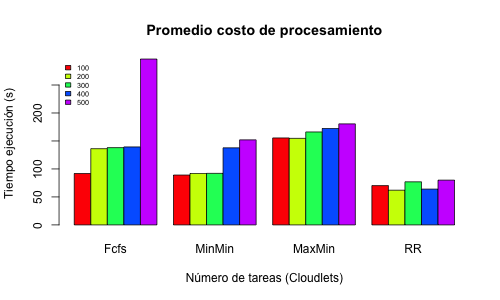 Promedio costo de procesamiento
Tiempo ejecución (s)
100
200
300
400
500
200
100
50
0
Fcfs MinMin MaxMin RR
Número de tareas (Cloudlets)